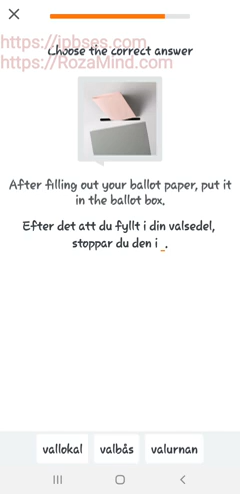 https://jobses.com
Choose the correct answer
https://RozaMind.com
After filling out your ballot paper, put it
in the ballot box.
Efter det att du fyllt i din valsedel,
stoppar du den i _.
vallokal
valbås
valurnan